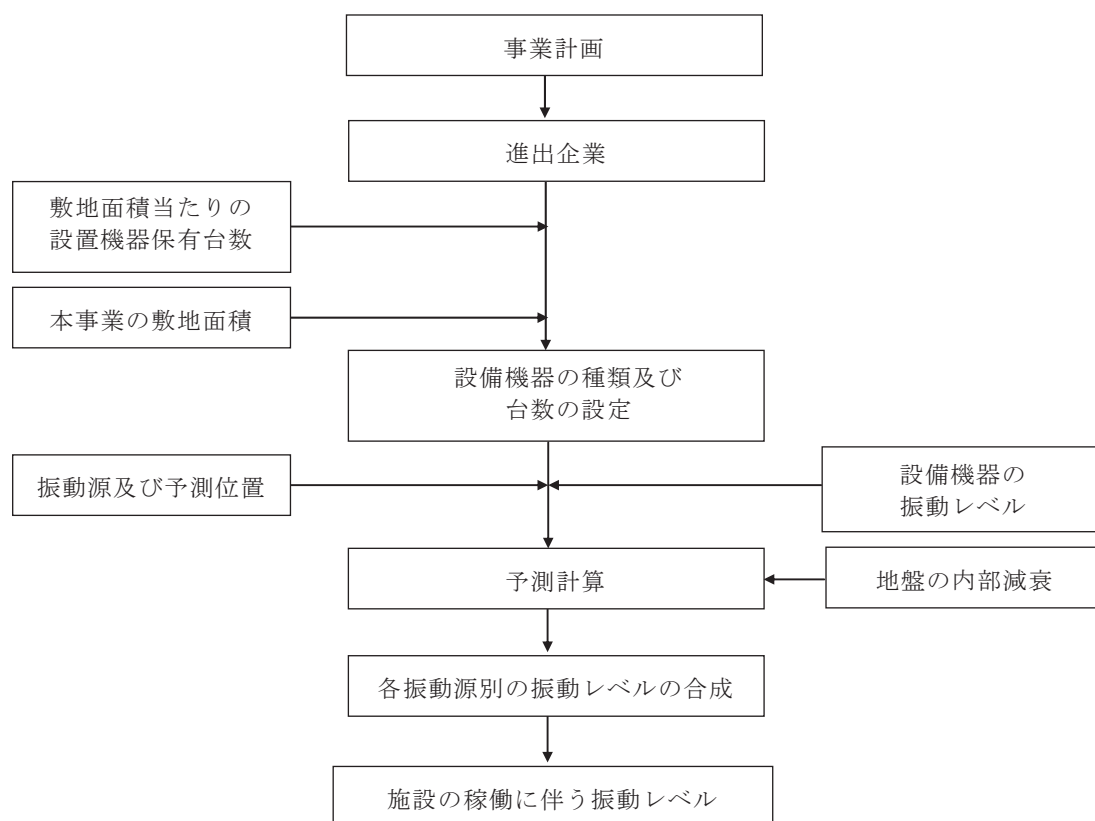 事業計画
進出企業
敷地面積当たりの
設置機器保有台数
本事業の敷地面積
設備機器の種類及び
台数の設定
振動源及び予測位置
設備機器の
振動レベル
予測計算
地盤の内部減衰
各振動源別の振動レベルの合成
施設の稼働に伴う振動レベル